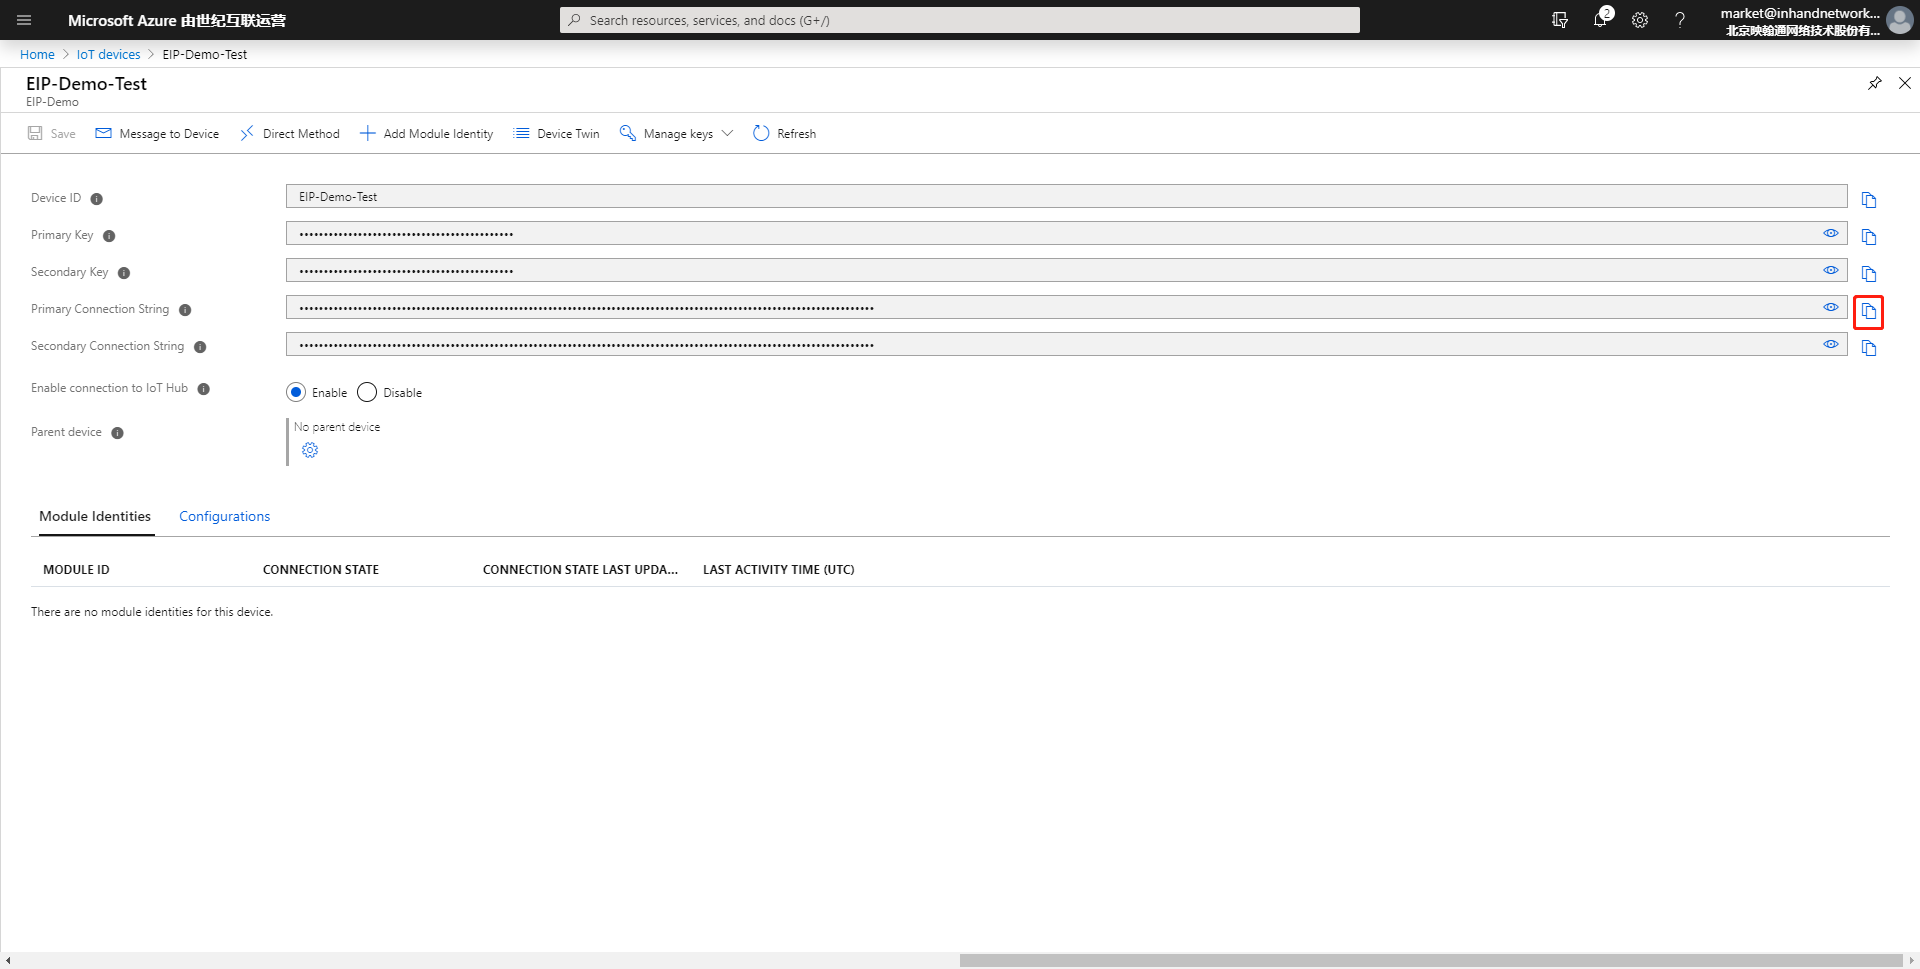 Microsoft Azure 由世纪互联运营
Search resources, services, and docs (G+/)
2
?
market@inhandnetwork...
北京映翰通网络技术股份有...
Home > IoT devices > EIP-Demo-Test
EIP-Demo-Test
EIP-Demo
Save Message to Device Direct Method Add Module Identity Device Twin Manage keys Refresh
Device ID EIP-Demo-Test
Primary Key
Secondary Key
Primary Connection String
Secondary Connection String
Enable connection to IoT Hub Enable Disable
Parent device No parent device
Module Identities Configurations
MODULE ID CONNECTION STATE CONNECTION STATE LAST UPDA... LAST ACTIVITY TIME (UTC)
There are no module identities for this device.